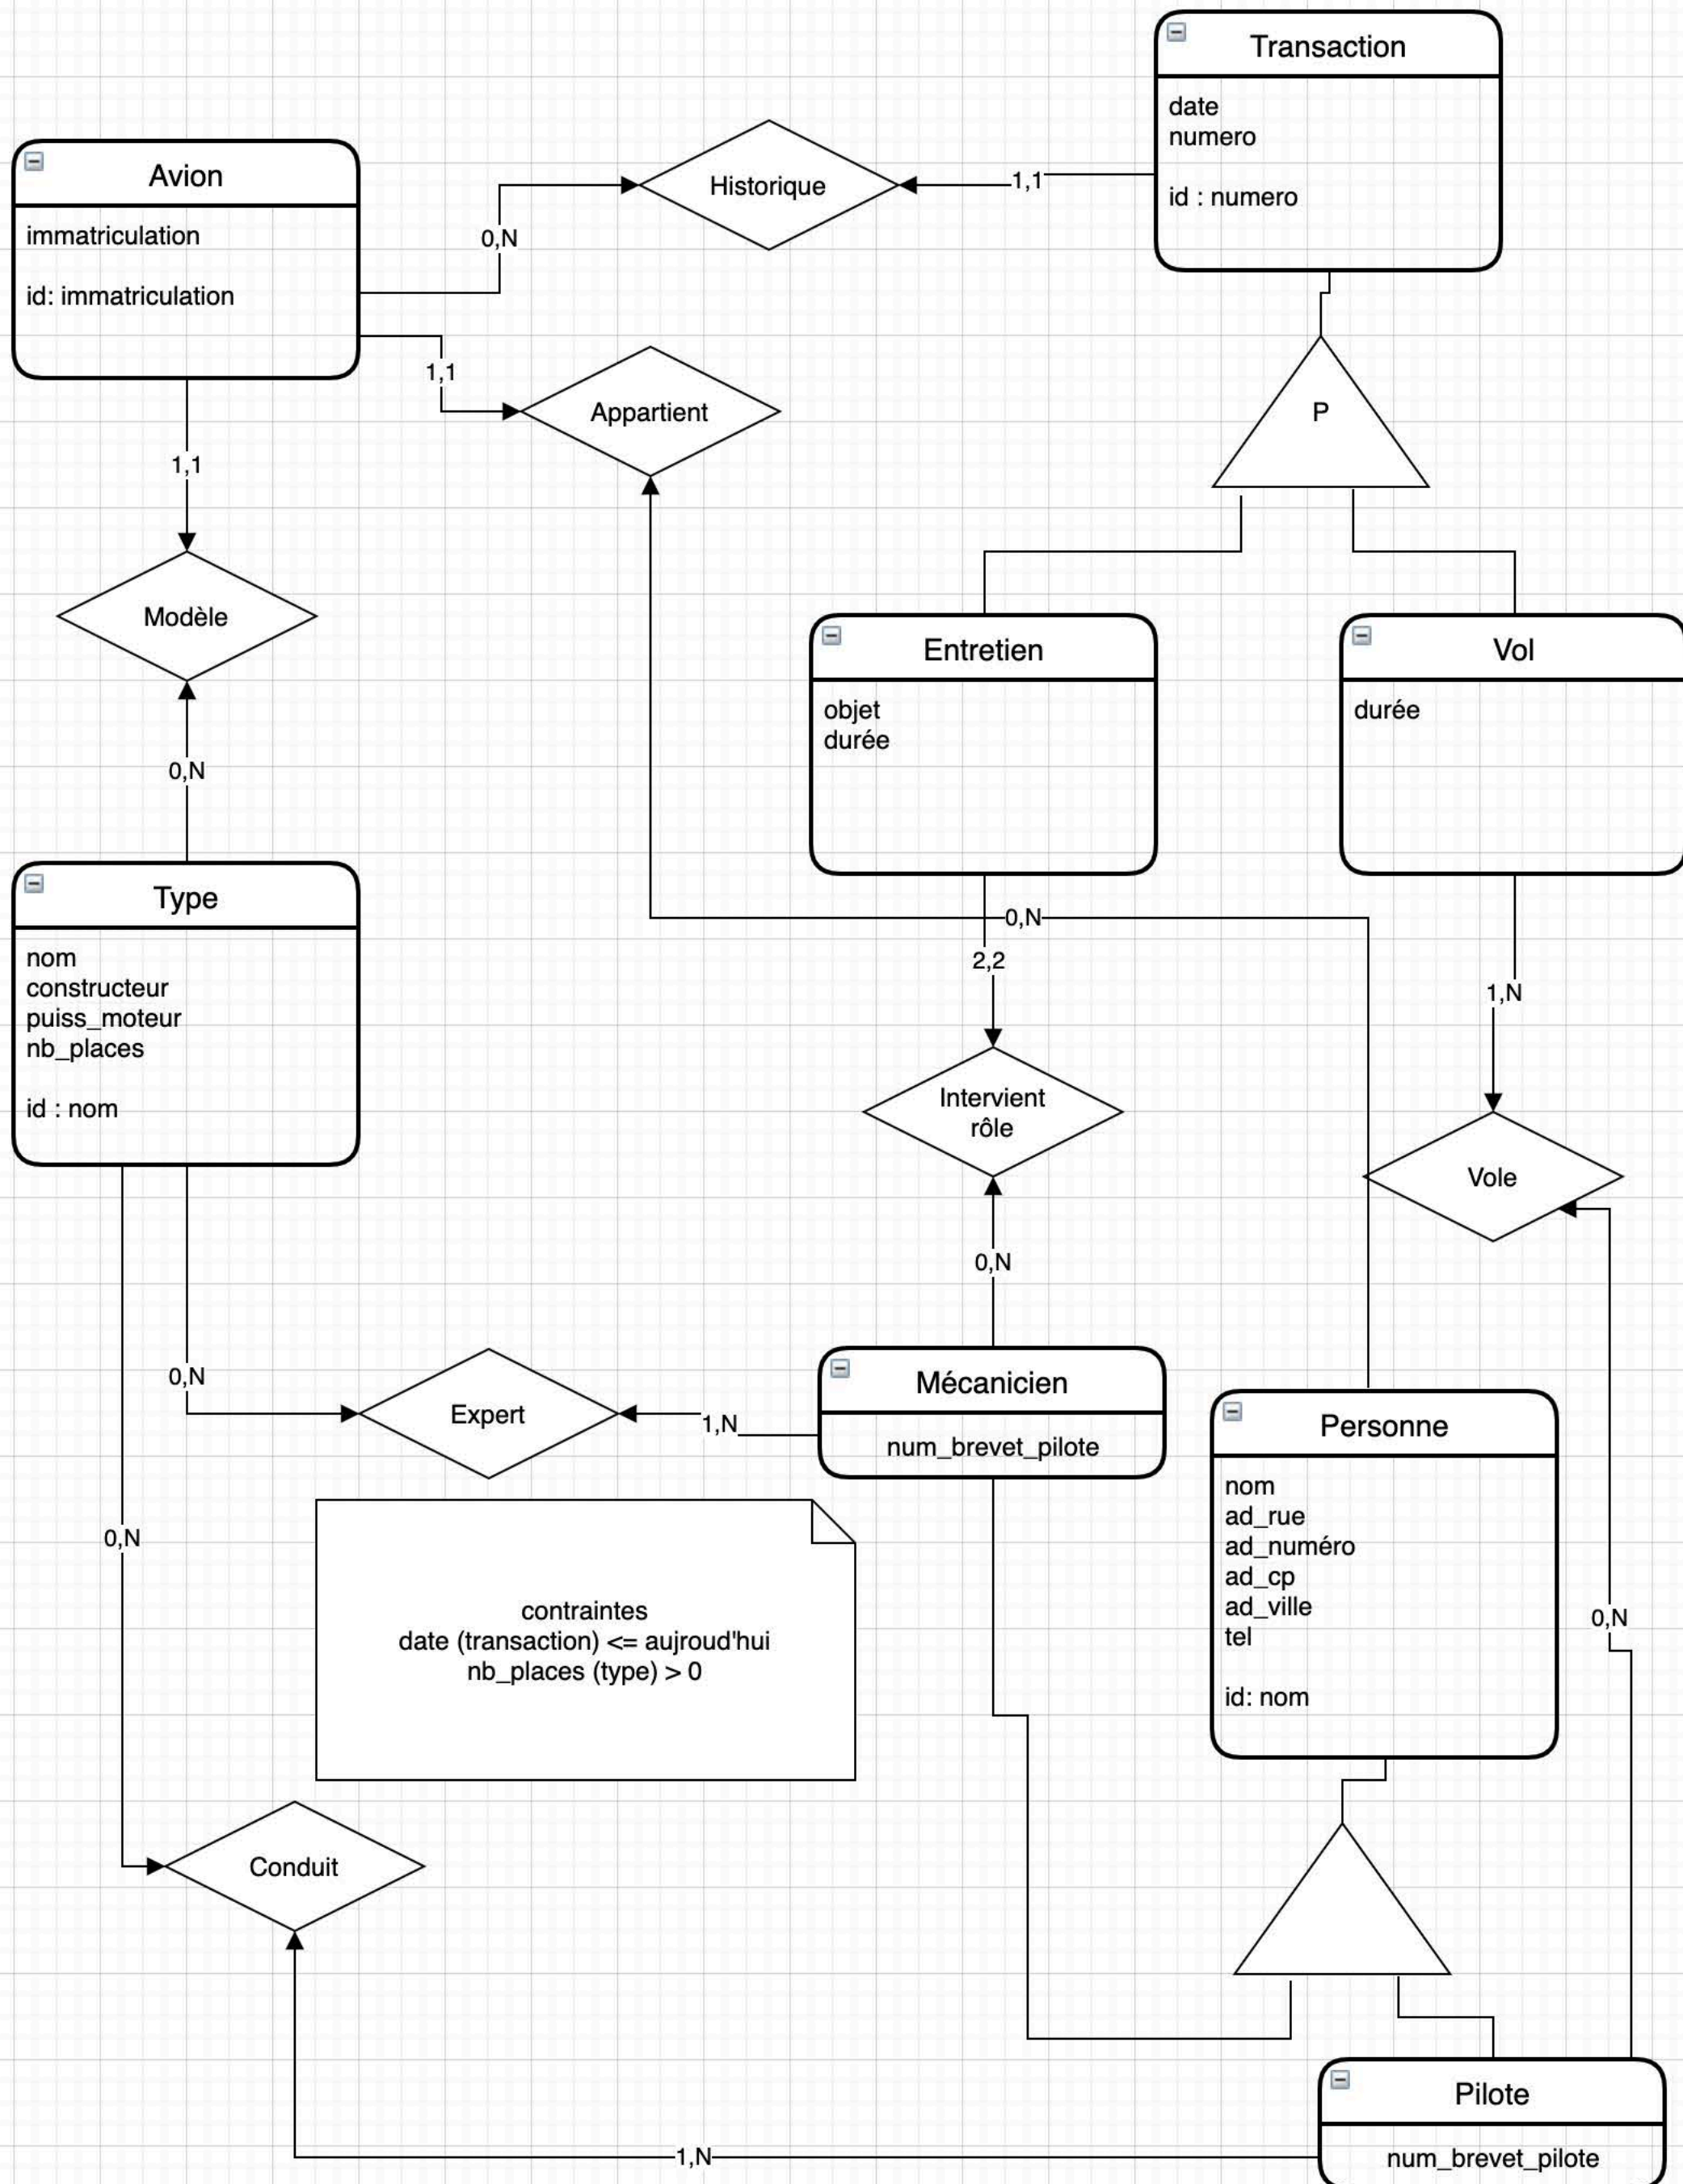 Transaction
date
numero
id : numero
Avion
immatriculation
id: immatriculation
Historique
0,N
1,1
1,1
Appartient
P
1,1
Modèle
0,N
Entretien
objet
durée
Vol
durée
Type
nom
constructeur
puiss_moteur
nb_places
id : nom
0,N
2,2
1,N
Intervient
rôle
Vole
0,N
0,N
Expert
1,N
Mécanicien
num_brevet_pilote
Personne
nom
ad_rue
ad_numéro
ad_cp
ad_ville
tel
id: nom
0,N
0,N
contraintes
date (transaction) <= aujroud'hui
nb_places (type) > 0
Conduit
1,N
Pilote
num_brevet_pilote